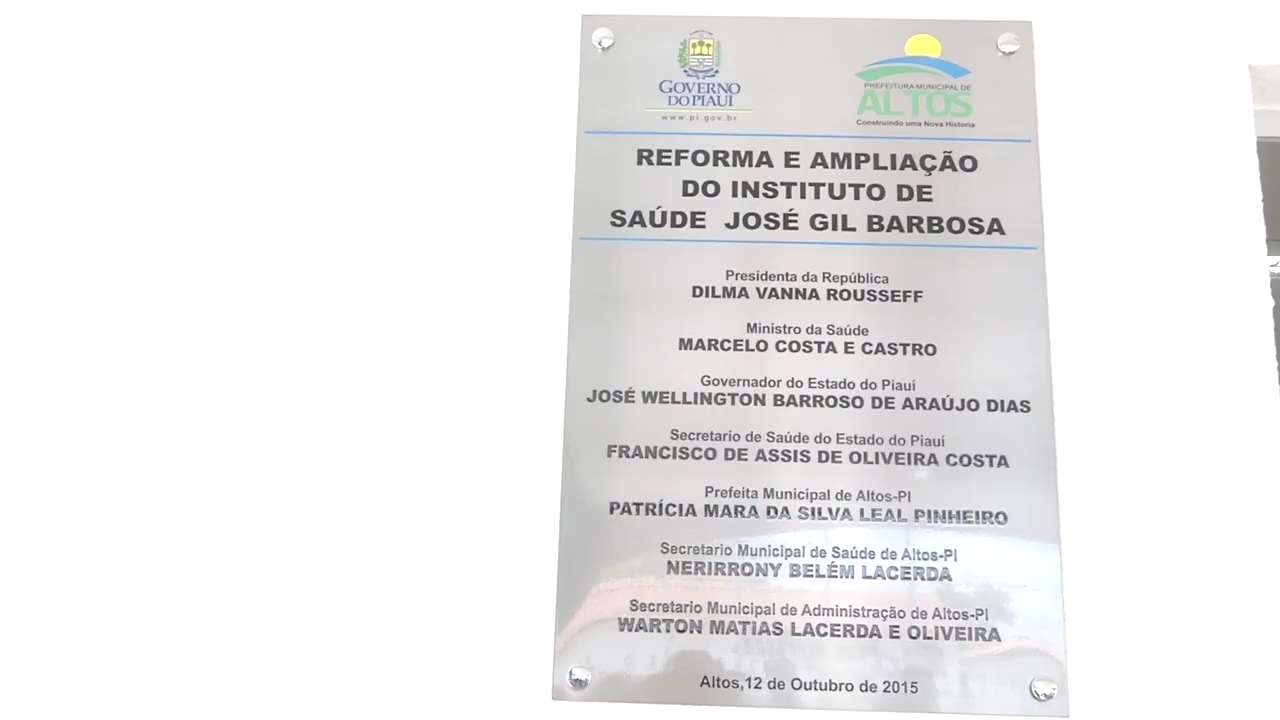 GOVERNO
DO PIAUÍ
www.pi.gov.br
PREFEITURA MUNICIPAL DE
ALTOS
Construindo uma Nova Historia
REFORMA E AMPLIAÇÃO
DO INSTITUTO DE
SAÚDE JOSÉ GIL BARBOSA
Presidenta da República
DILMA VANNA ROUSSEFF
Ministro da Saúde
MARCELO COSTA E CASTRO
Governador do Estado do Piauí
JOSÉ WELLINGTON BARROSO DE ARAÚJO DIAS
Secretario de Saúde do Estado do Piauí
FRANCISCO DE ASSIS DE OLIVEIRA COSTA
Prefeita Municipal de Altos-PI
PATRÍCIA MARA DA SILVA LEAL PINHEIRO
Secretario Municipal de Saúde de Altos-PI
NERIRRONY BELÉM LACERDA
Secretario Municipal de Administração de Altos-PI
WARTON MATIAS LACERDA E OLIVEIRA
Altos,12 de Outubro de 2015